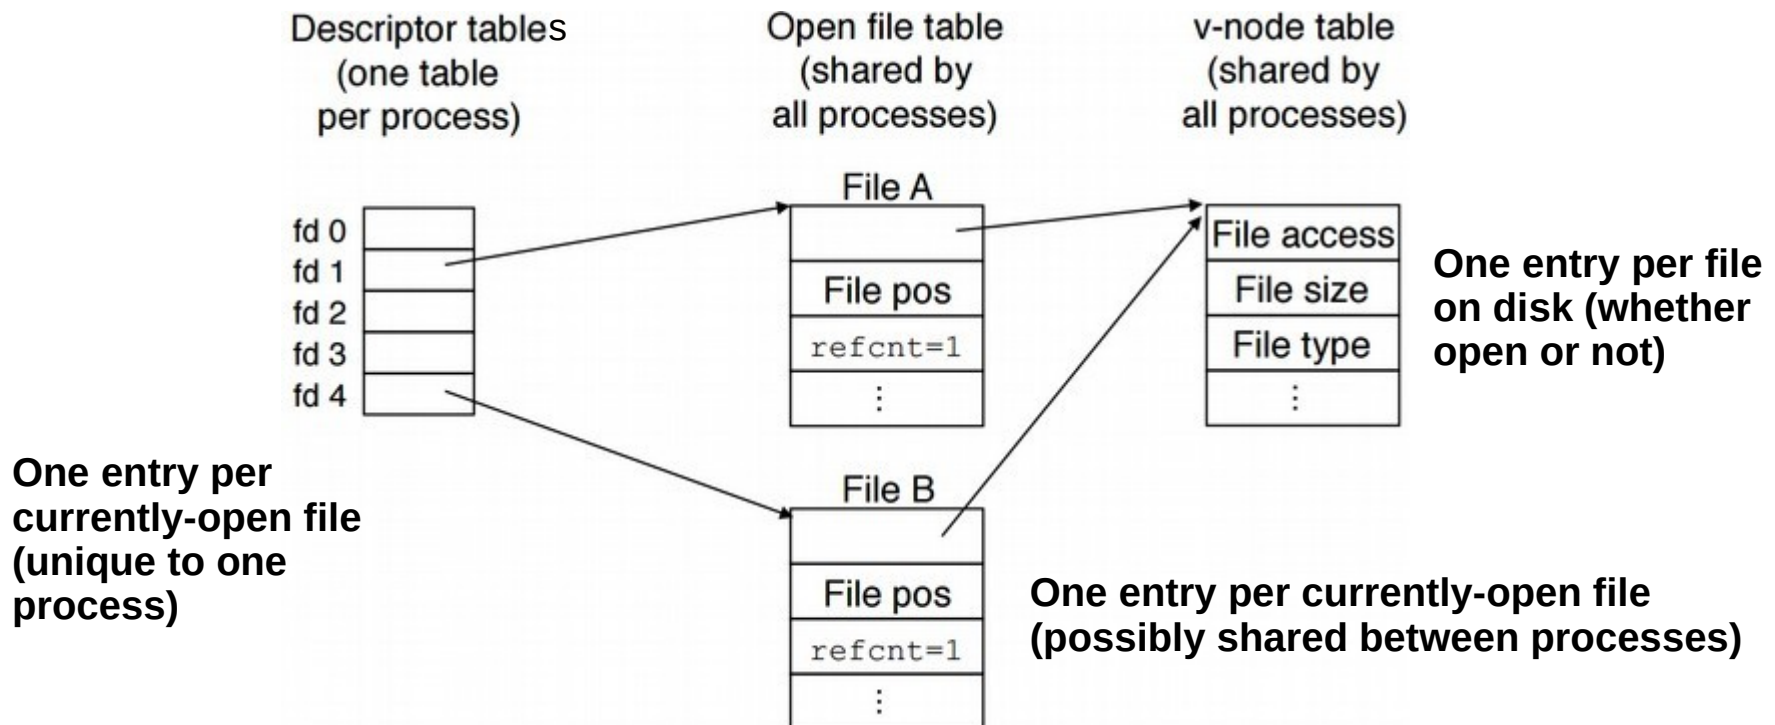 Descriptor tables
(one table
per process)
Open file table
(shared by
all processes)
v-node table
(shared by
all processes)
fd 0
fd 1
fd 2
fd 3
fd 4
File A
File pos
refcnt=1
⋮
File access
File size
File type
⋮
One entry per file
on disk (whether
open or not)
One entry per
currently-open file
(unique to one
process)
File B
File pos
refcnt=1
⋮
One entry per currently-open file
(possibly shared between processes)